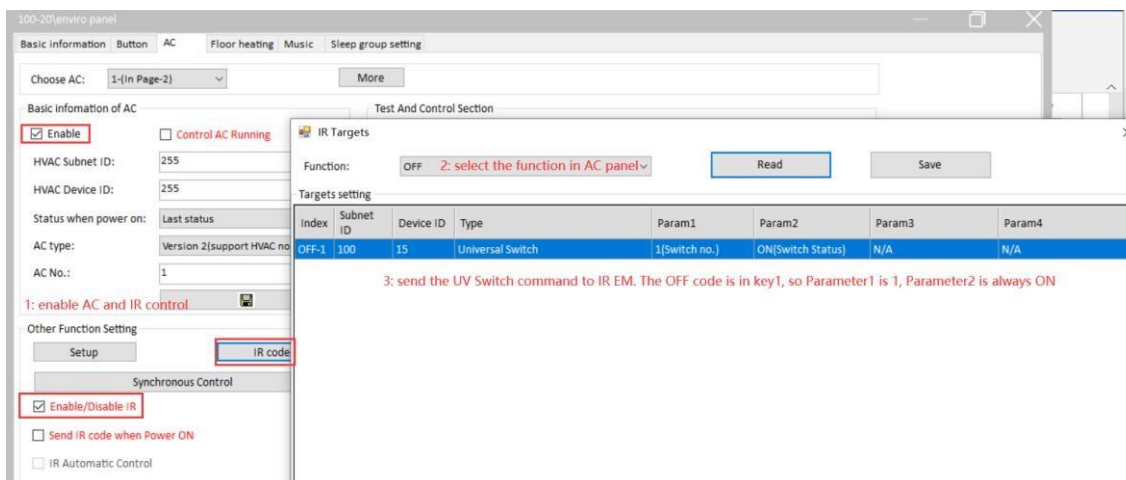 100-20\enviro panel
Basic information Button AC Floor heating Music Sleep group setting
Choose AC: 1-(In Page-2) More
Basic infomation of AC
Test And Control Section
Enable
Control AC Running
HVAC Subnet ID: 255
HVAC Device ID: 255
Status when power on: Last status
AC type: Version 2(support HVAC no
AC No.: 1
1: enable AC and IR control
Other Function Setting
Setup
IR code
Synchronous Control
Enable/Disable IR
Send IR code when Power ON
IR Automatic Control
IR Targets
Function: OFF 2: select the function in AC panel Read Save
Targets setting
Index Subnet ID Device ID Type Param1 Param2 Param3 Param4
OFF-1 100 15 Universal Switch 1(Switch no.) ON(Switch Status) N/A N/A
3: send the UV Switch command to IR EM. The OFF code is in key1, so Parameter1 is 1, Parameter2 is always ON